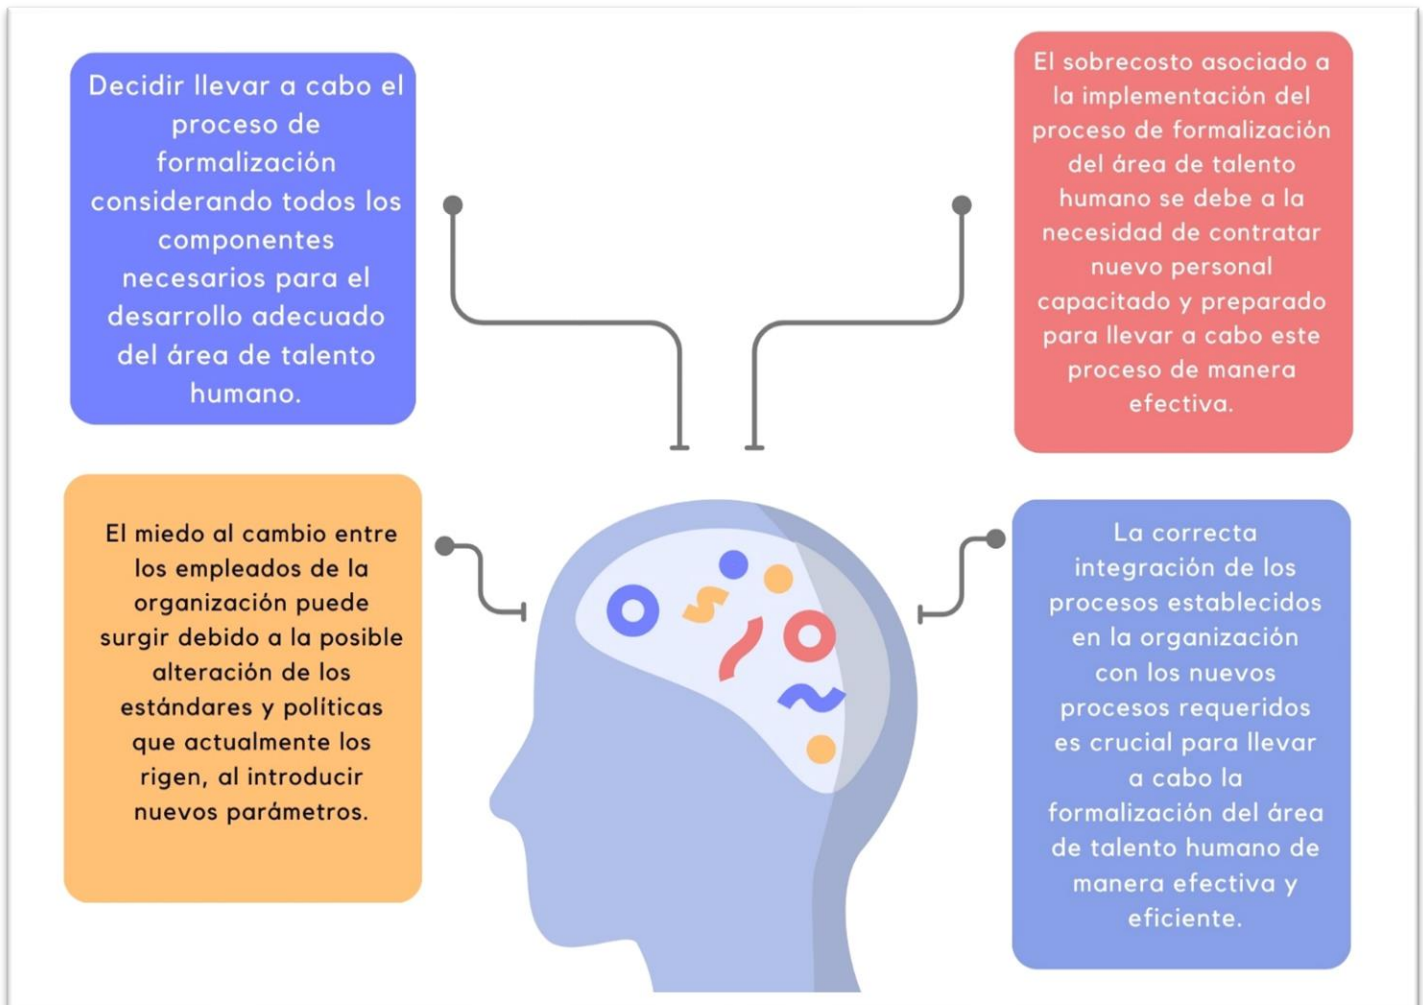 Decidir llevar a cabo el
proceso de
formalización
considerando todos los
componentes
necesarios para el
desarrollo adecuado
del área de talento
humano.
El sobrecosto asociado a
la implementación del
proceso de formalización
del área de talento
humano se debe a la
necesidad de contratar
nuevo personal
capacitado y preparado
para llevar a cabo este
proceso de manera
efectiva.
El miedo al cambio entre
los empleados de la
organización puede
surgir debido a la posible
alteración de los
estándares y políticas
que actualmente los
rigen, al introducir
nuevos parámetros.
La correcta
integración de los
procesos establecidos
en la organización
con los nuevos
procesos requeridos
es crucial para llevar
a cabo la
formalización del área
de talento humano de
manera efectiva y
eficiente.